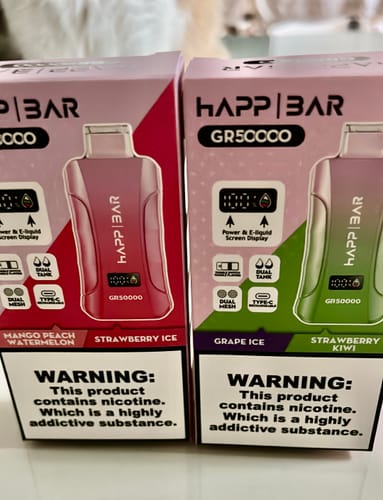 P|BAR
0000
Power & E-liquid
Screen Display
DUAL
TANK
DUAL
MESH
TYPE-C
RECHARGEABLE
HAPP|BAR
GR50000
MANGO PEACH
WATERMELON
STRAWBERRY ICE
WARNING:
This product
contains nicotine.
Which is a highly
addictive substance.
HAPP|BAR
GR50000
Power & E-liquid
Screen Display
DUAL
TANK
DUAL
MESH
TYPE-C
RECHARGEABLE
HAPP|BAR
GR50000
GRAPE ICE
STRAWBERRY
KIWI
WARNING:
This product
contains nicotine.
Which is a highly
addictive substance.